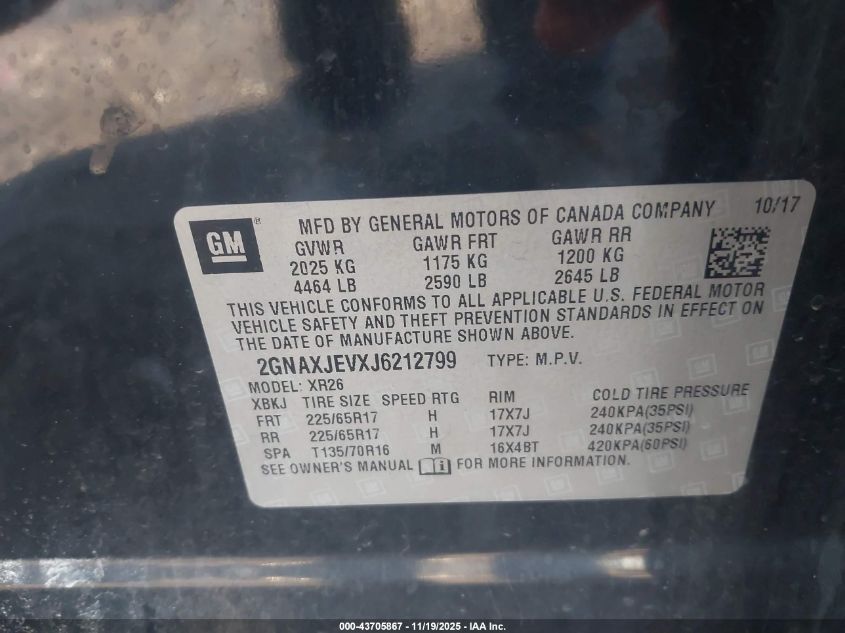 GM®
MFD BY GENERAL MOTORS OF CANADA COMPANY 10/17
GVWR GAWR FRT GAWR RR
2025 KG 1175 KG 1200 KG
4464 LB 2590 LB 2645 LB
THIS VEHICLE CONFORMS TO ALL APPLICABLE U.S. FEDERAL MOTOR
VEHICLE SAFETY AND THEFT PREVENTION STANDARDS IN EFFECT ON
THE DATE OF MANUFACTURE SHOWN ABOVE.
2GNAXJEVXJ6212799 TYPE: M.P.V.
MODEL: XR26
XBKJ TIRE SIZE SPEED RTG RIM COLD TIRE PRESSURE
FRT 225/65R17 H 17X7J 240KPA(35PSI)
RR 225/65R17 H 17X7J 240KPA(35PSI)
SPA T135/70R16 M 16X4BT 420KPA(60PSI)
SEE OWNER'S MANUAL FOR MORE INFORMATION.
000-43705867 - 11/19/2025 - IAA Inc.